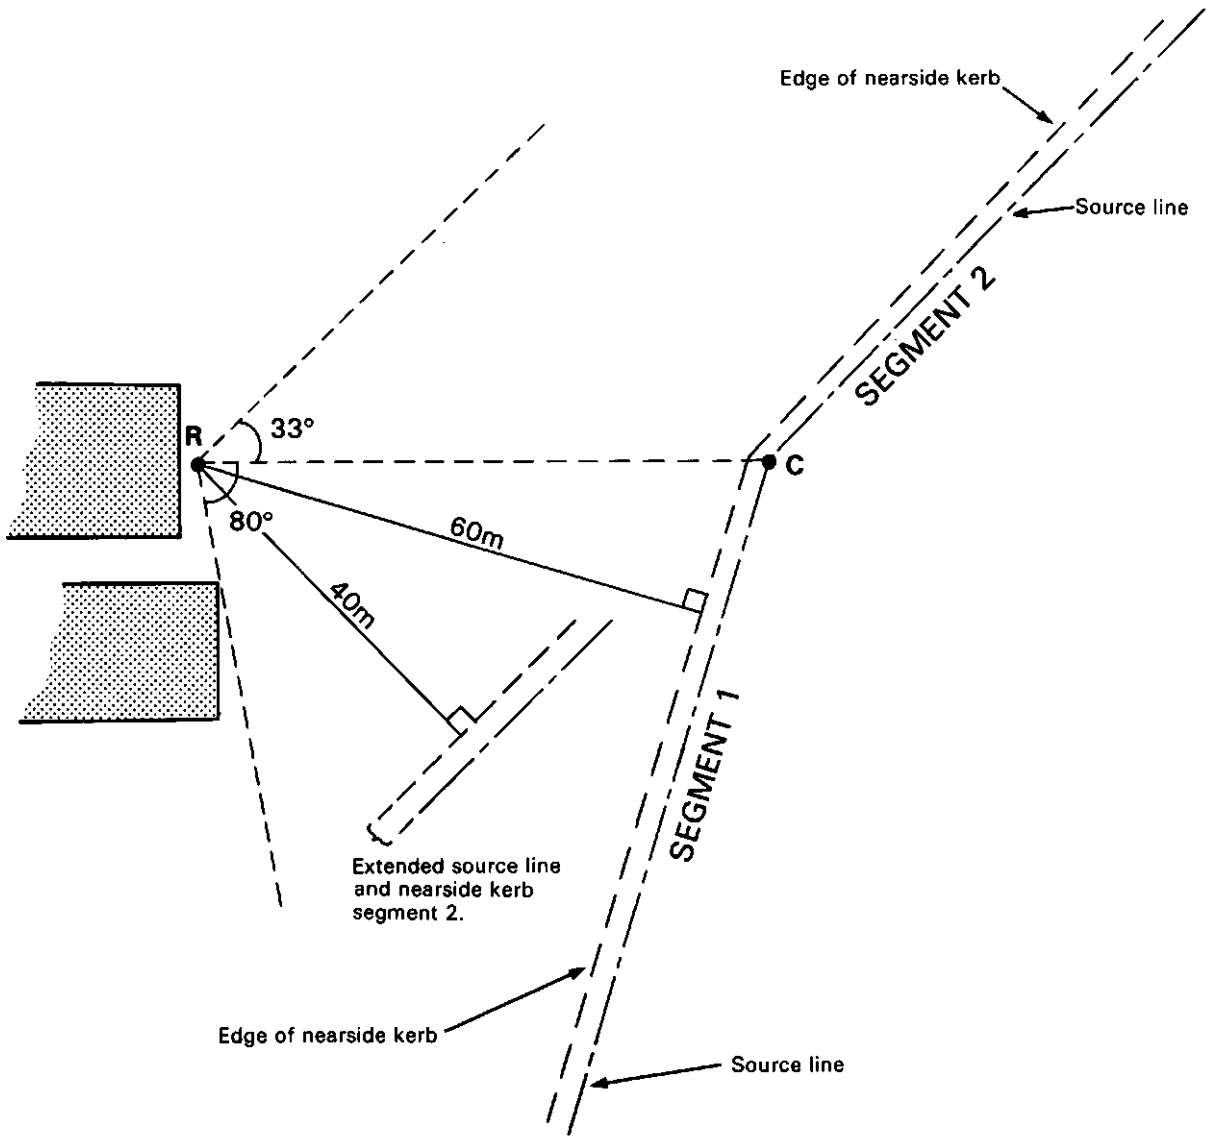 Edge of nearside kerb
Source line
SEGMENT 2
R
33°
C
80°
60m
40m
SEGMENT 1
Extended source line
and nearside kerb
segment 2.
Edge of nearside kerb
Source line